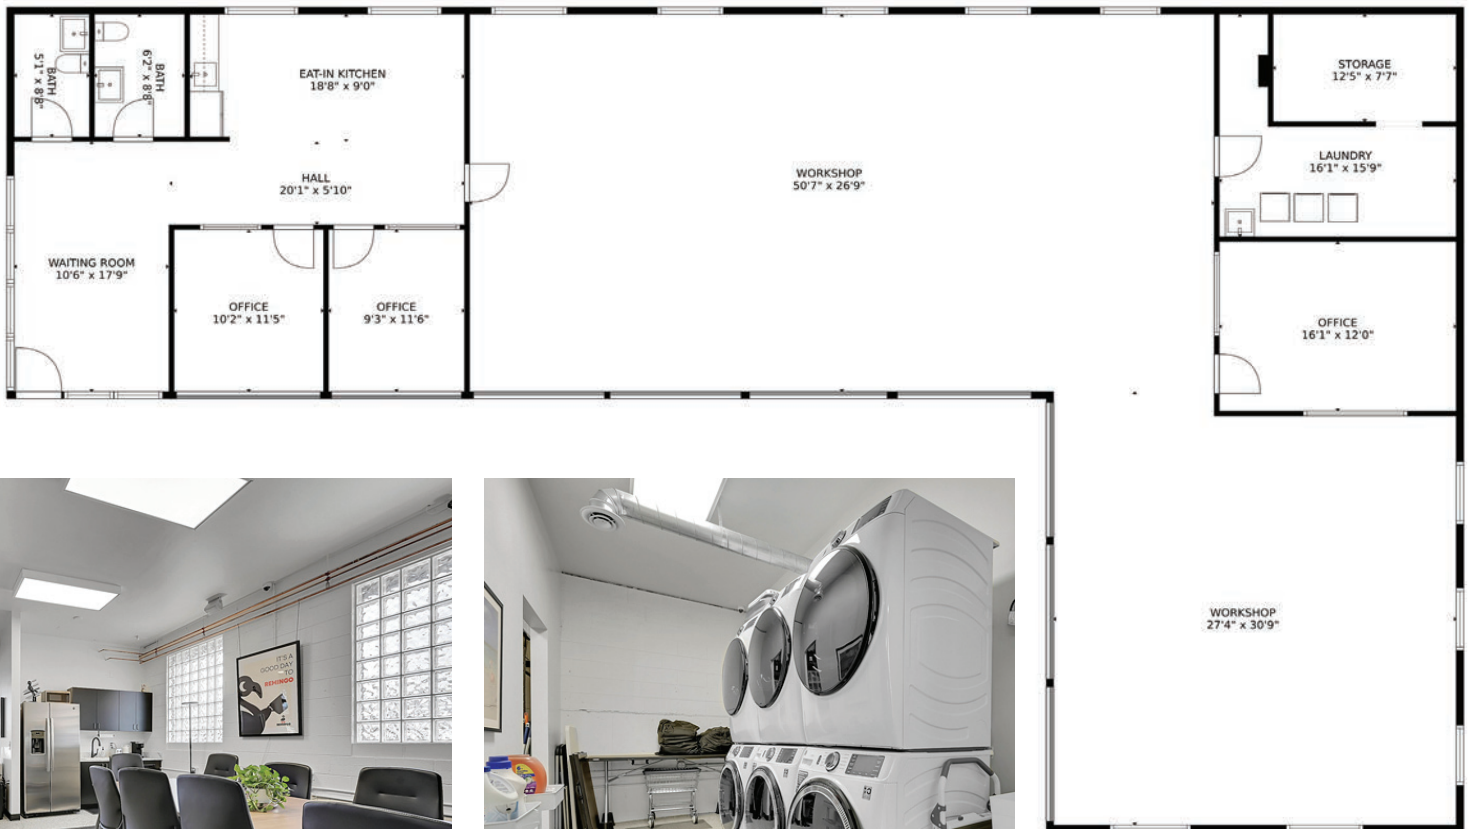 BATH
5'1" x 8'8"
BATH
6'2" x 8'8"
EAT-IN KITCHEN
18'8" x 9'0"
HALL
20'1" x 5'10"
WAITING ROOM
10'6" x 17'9"
OFFICE
10'2" x 11'5"
OFFICE
9'3" x 11'6"
WORKSHOP
50'7" x 26'9"
STORAGE
12'5" x 7'7"
LAUNDRY
16'1" x 15'9"
OFFICE
16'1" x 12'0"
WORKSHOP
27'4" x 30'9"
IT'S A
GOOD DAY
TO
BEMINGO